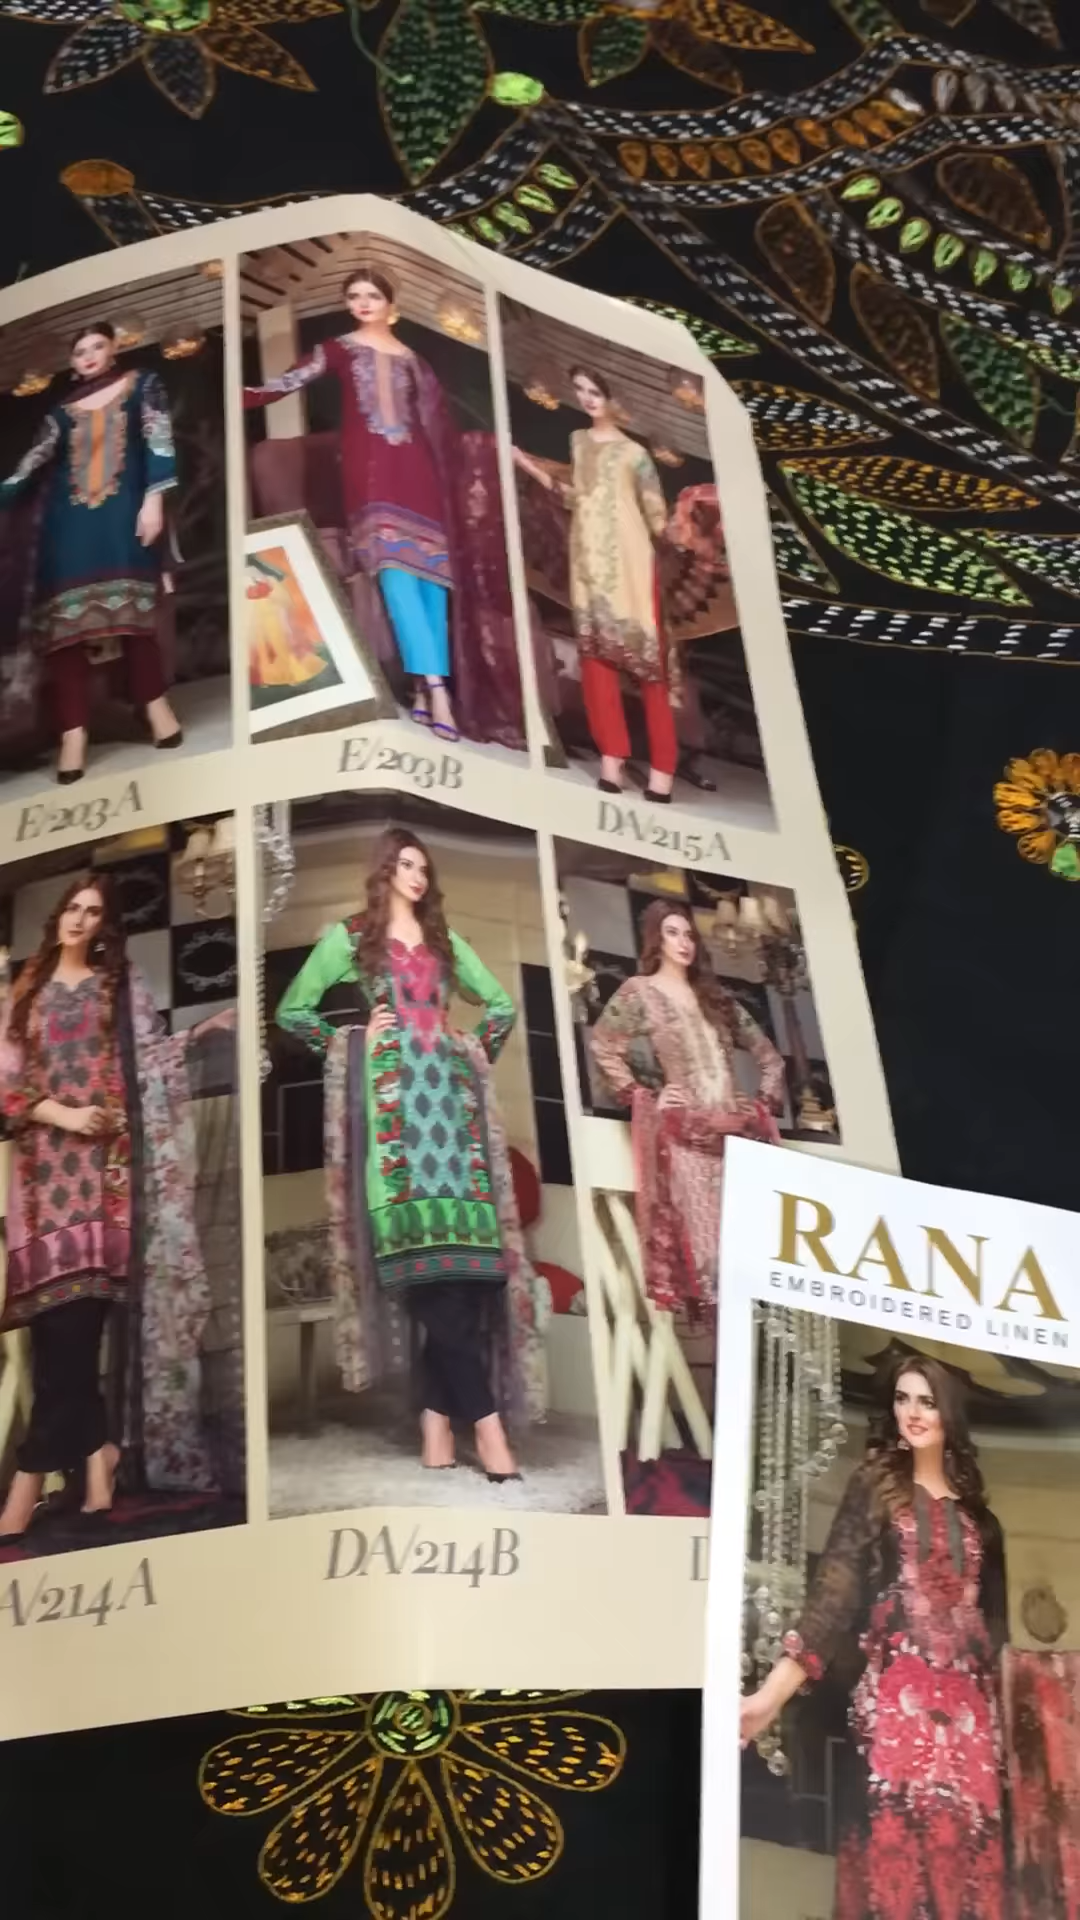 E/203A
E/203B
DA/215A
A/214A
DA/214B
D
RANA
EMBROIDERED LINEN